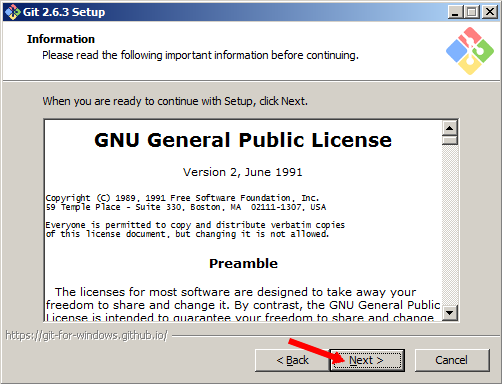 Git 2.6.3 Setup
Information
Please read the following important information before continuing.
When you are ready to continue with Setup, click Next.
GNU General Public License
Version 2, June 1991
Copyright (C) 1989, 1991 Free Software Foundation, Inc.
59 Temple Place - Suite 330, Boston, MA  02111-1307, USA
Everyone is permitted to copy and distribute verbatim copies
of this license document, but changing it is not allowed.
Preamble
The licenses for most software are designed to take away your
freedom to share and change it. By contrast, the GNU General Public
License is intended to guarantee your freedom to share and change
https://git-for-windows.github.io/
< Back
Next >
Cancel